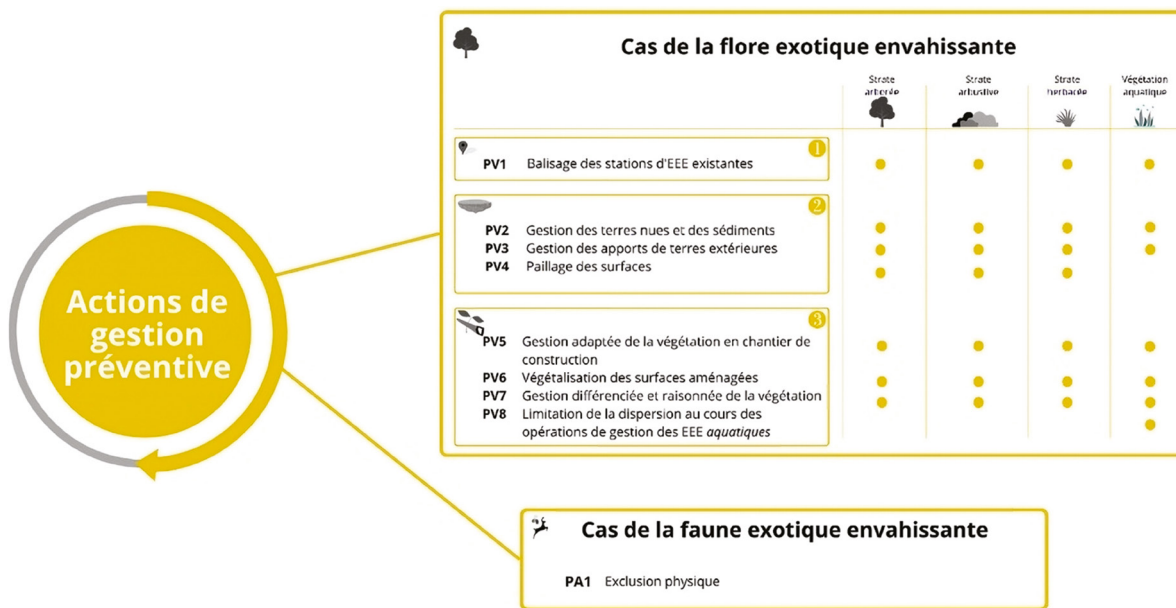 Cas de la flore exotique envahissante
Strate
arborée
Strate
arbustive
Strate
herbacée
Végétation
aquatique
1
PV1 Balisage des stations d'EEE existantes
2
PV2 Gestion des terres nues et des sédiments
PV3 Gestion des apports de terres extérieures
PV4 Paillage des surfaces
3
PV5 Gestion adaptée de la végétation en chantier de
construction
PV6 Végétalisation des surfaces aménagées
PV7 Gestion différenciée et raisonnée de la végétation
PV8 Limitation de la dispersion au cours des
opérations de gestion des EEE aquatiques
Actions de
gestion
préventive
Cas de la faune exotique envahissante
PA1 Exclusion physique